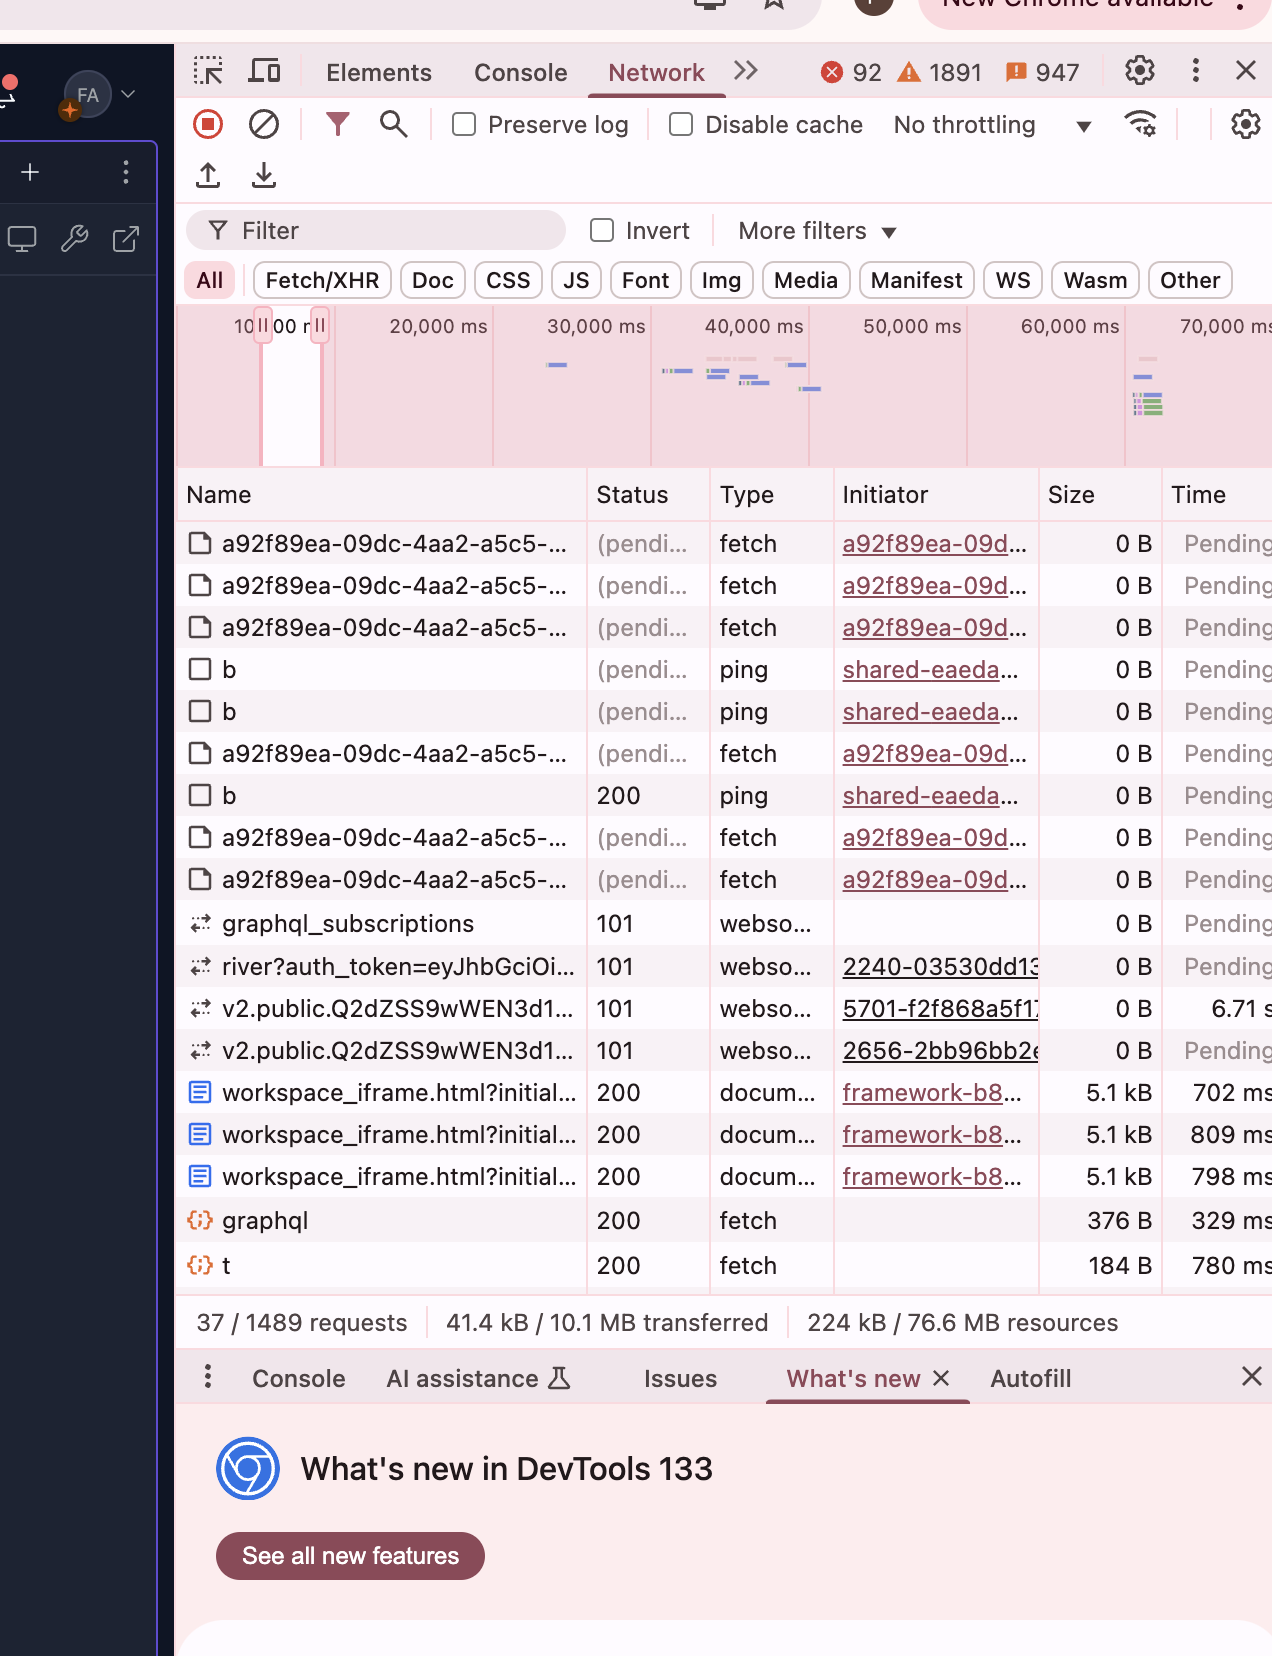 New Chrome available
FA
Elements Console Network 92 1891 947
Preserve log Disable cache No throttling
Filter Invert More filters
All Fetch/XHR Doc CSS JS Font Img Media Manifest WS Wasm Other
20,000 ms 30,000 ms 40,000 ms 50,000 ms 60,000 ms 70,000 ms
Name Status Type Initiator Size Time
a92f89ea-09dc-4aa2-a5c5-... (pendi... fetch a92f89ea-09d... 0 B Pending
a92f89ea-09dc-4aa2-a5c5-... (pendi... fetch a92f89ea-09d... 0 B Pending
a92f89ea-09dc-4aa2-a5c5-... (pendi... fetch a92f89ea-09d... 0 B Pending
b (pendi... ping shared-eaeda... 0 B Pending
b (pendi... ping shared-eaeda... 0 B Pending
a92f89ea-09dc-4aa2-a5c5-... (pendi... fetch a92f89ea-09d... 0 B Pending
b 200 ping shared-eaeda... 0 B Pending
a92f89ea-09dc-4aa2-a5c5-... (pendi... fetch a92f89ea-09d... 0 B Pending
a92f89ea-09dc-4aa2-a5c5-... (pendi... fetch a92f89ea-09d... 0 B Pending
graphql_subscriptions 101 webso... 0 B Pending
river?auth_token=eyJhbGciOi... 101 webso... 2240-03530dd13 0 B Pending
v2.public.Q2dZSS9wWEN3d1... 101 webso... 5701-f2f868a5f17 0 B 6.71 s
v2.public.Q2dZSS9wWEN3d1... 101 webso... 2656-2bb96bb2e 0 B Pending
workspace_iframe.html?initial... 200 docum... framework-b8... 5.1 kB 702 ms
workspace_iframe.html?initial... 200 docum... framework-b8... 5.1 kB 809 ms
workspace_iframe.html?initial... 200 docum... framework-b8... 5.1 kB 798 ms
graphql 200 fetch 376 B 329 ms
t 200 fetch 184 B 780 ms
37 / 1489 requests 41.4 kB / 10.1 MB transferred 224 kB / 76.6 MB resources
Console AI assistance Issues What's new Autofill
What's new in DevTools 133
See all new features